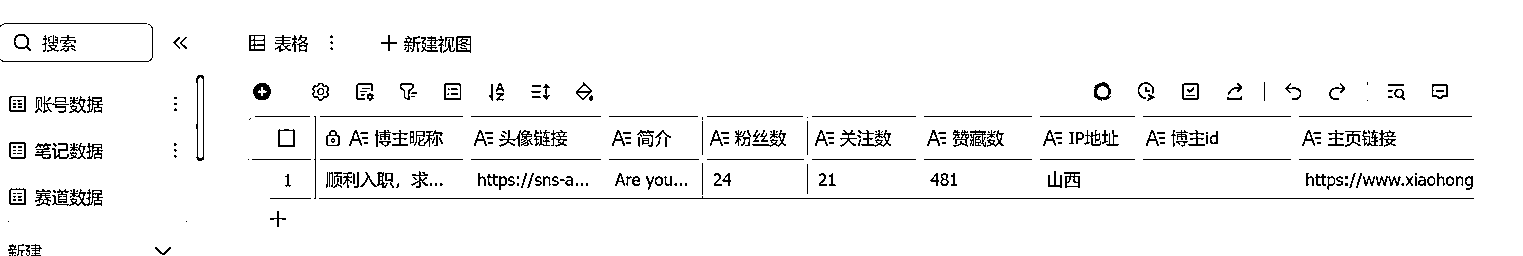 搜索
表格
新建视图
账号数据
笔记数据
赛道数据
新建
博主昵称 头像链接 简介 粉丝数 关注数 赞藏数 IP地址 博主id 主页链接
1 顺利入职，求... https://sns-a... Are you... 24 21 481 山西 https://www.xiaohong